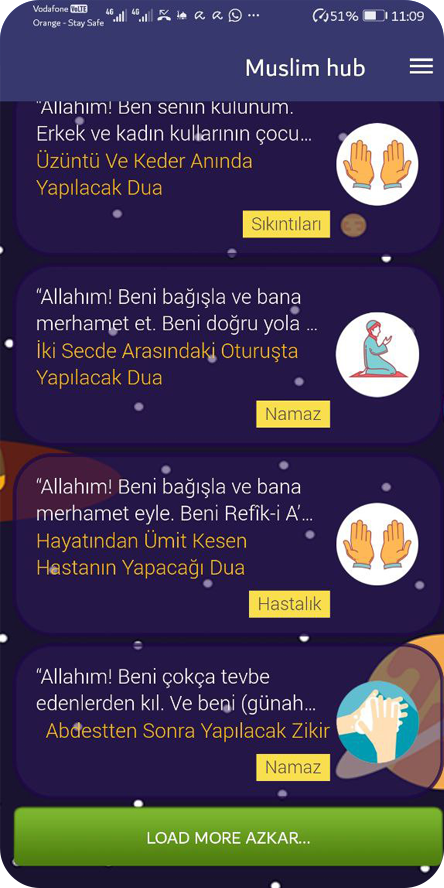 Vodafone VoLTE
Orange - Stay Safe
4G 4G 51% 11:09
Muslim hub
“Allahım! Ben senin kulunum.
Erkek ve kadın kullarının çocu...
Üzüntü Ve Keder Anında
Yapılacak Dua
Sıkıntıları
“Allahım! Beni bağışla ve bana
merhamet et. Beni doğru yola ...
İki Secde Arasındaki Oturuşta
Yapılacak Dua
Namaz
“Allahım! Beni bağışla ve bana
merhamet eyle. Beni Refîk-i A’...
Hayatından Ümit Kesen
Hastanın Yapacağı Dua
Hastalık
“Allahım! Beni çokça tevbe
edenlerden kıl. Ve beni (günah...
Abdestten Sonra Yapılacak Zikir
Namaz
LOAD MORE AZKAR...